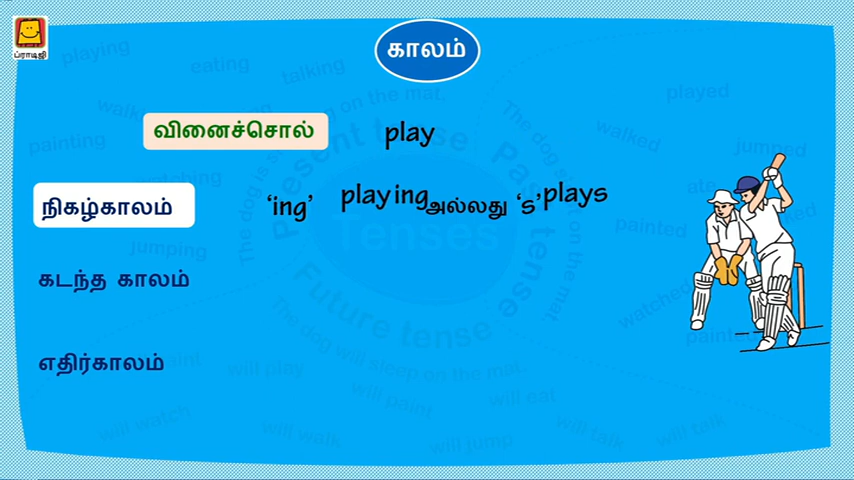 ப்ராடிஜி
காலம்
வினைச்சொல் play
நிகழ்காலம் ‘ing’ playing அல்லது ‘s’ plays
கடந்த காலம்
எதிர்காலம்
playing
eating
talking
painting
jumping
played
walked
jumped
painted
watched
Present tense
Past tense
Future tense
Tenses
The dog will sleep on the mat.
will play
will paint
will eat
will watch
will walk
will jump
will talk